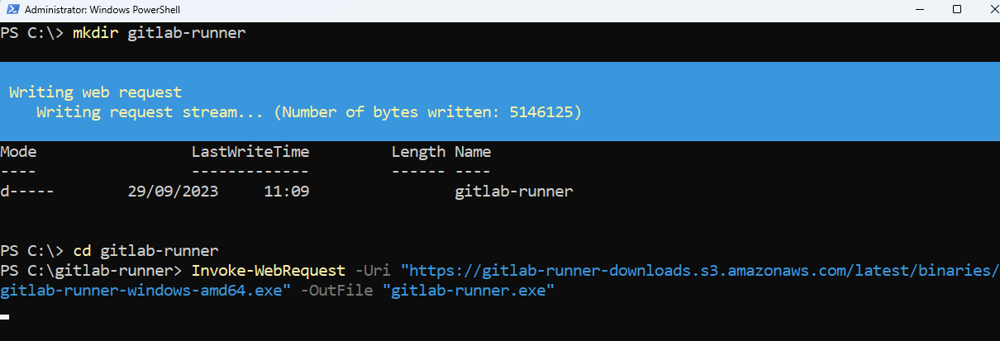 Administrator: Windows PowerShell
PS C:\> mkdir gitlab-runner
Writing web request
Writing request stream... (Number of bytes written: 5146125)
Mode                 LastWriteTime         Length Name
----                 -------------         ------ ----
d-----        29/09/2023     11:09                gitlab-runner
PS C:\> cd gitlab-runner
PS C:\gitlab-runner> Invoke-WebRequest -Uri "https://gitlab-runner-downloads.s3.amazonaws.com/latest/binaries/
gitlab-runner-windows-amd64.exe" -OutFile "gitlab-runner.exe"